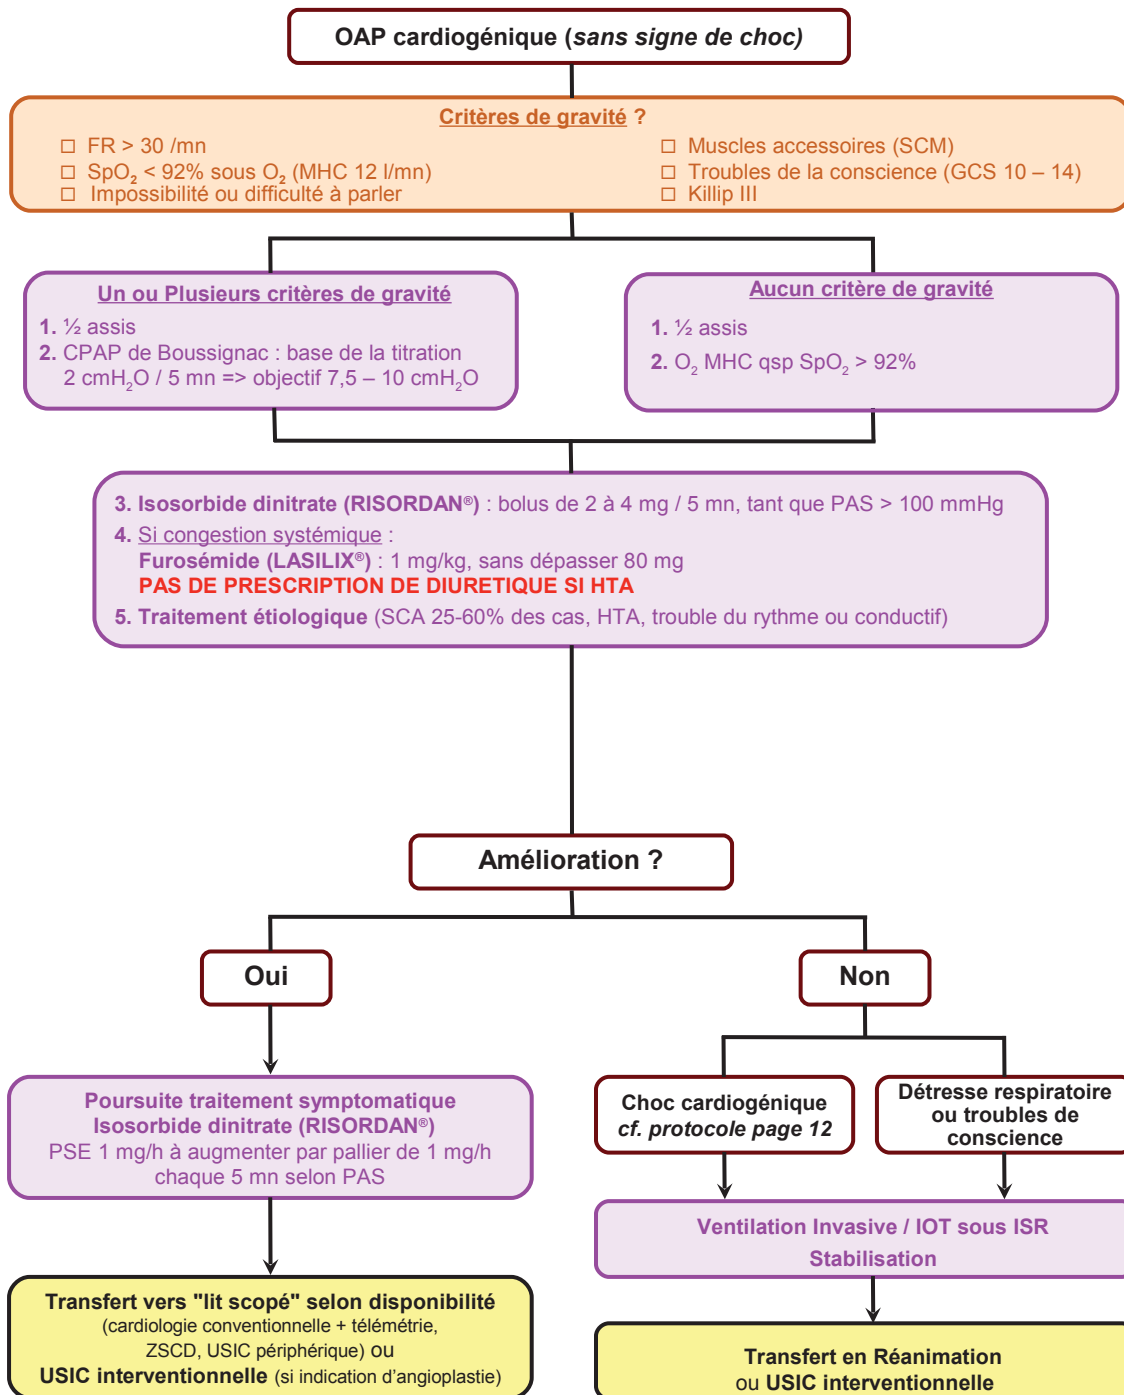 OAP cardiogénique (sans signe de choc)
Critères de gravité ?
□ FR > 30 /mn
□ SpO₂ < 92% sous O₂ (MHC 12 l/mn)
□ Impossibilité ou difficulté à parler
□ Muscles accessoires (SCM)
□ Troubles de la conscience (GCS 10 – 14)
□ Killip III
Un ou Plusieurs critères de gravité
1. ½ assis
2. CPAP de Boussignac : base de la titration
2 cmH₂O / 5 mn => objectif 7,5 – 10 cmH₂O
Aucun critère de gravité
1. ½ assis
2. O₂ MHC qsp SpO₂ > 92%
3. Isosorbide dinitrate (RISORDAN®) : bolus de 2 à 4 mg / 5 mn, tant que PAS > 100 mmHg
4. Si congestion systémique :
Furosémide (LASILIX®) : 1 mg/kg, sans dépasser 80 mg
PAS DE PRESCRIPTION DE DIURETIQUE SI HTA
5. Traitement étiologique (SCA 25-60% des cas, HTA, trouble du rythme ou conductif)
Amélioration ?
Oui
Non
Poursuite traitement symptomatique
Isosorbide dinitrate (RISORDAN®)
PSE 1 mg/h à augmenter par pallier de 1 mg/h
chaque 5 mn selon PAS
Choc cardiogénique
cf. protocole page 12
Détresse respiratoire
ou troubles de
conscience
Ventilation Invasive / IOT sous ISR
Stabilisation
Transfert vers "lit scopé" selon disponibilité
(cardiologie conventionnelle + télémétrie,
ZSCD, USIC périphérique) ou
USIC interventionnelle (si indication d'angioplastie)
Transfert en Réanimation
ou USIC interventionnelle